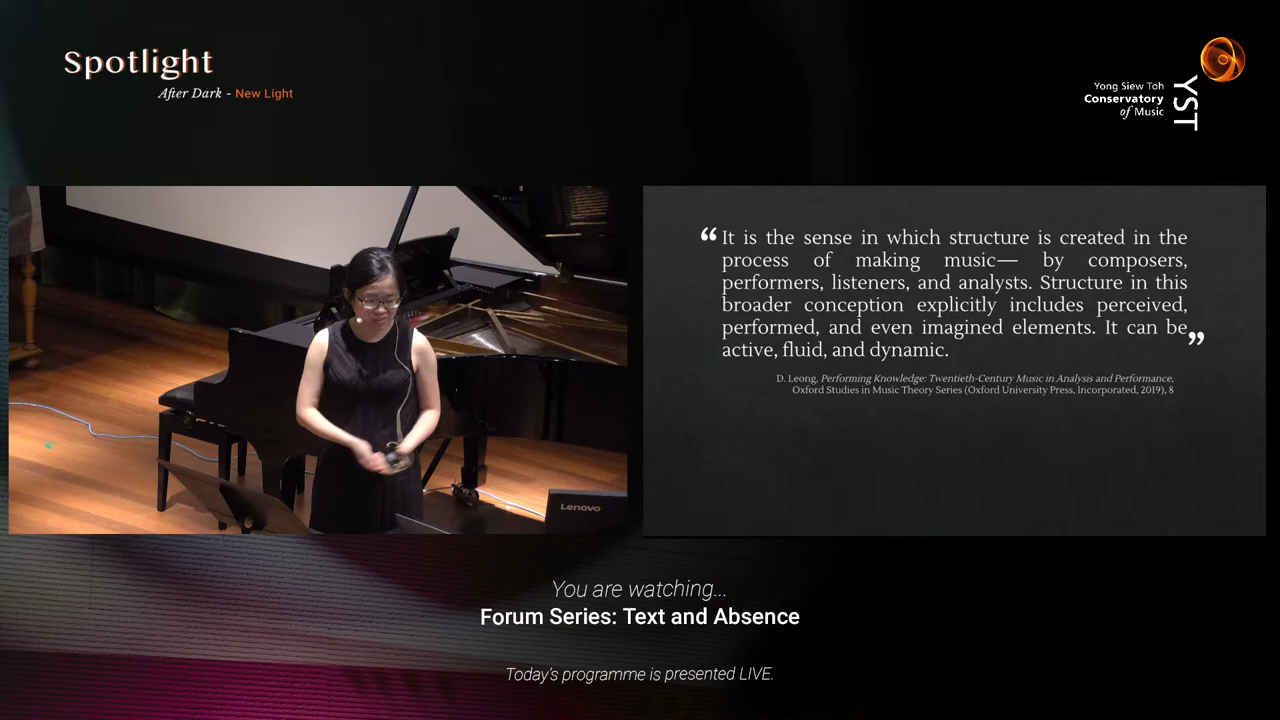 Spotlight
After Dark - New Light
Yong Siew Toh
Conservatory
of Music
YST
“ It is the sense in which structure is created in the
process of making music— by composers,
performers, listeners, and analysts. Structure in this
broader conception explicitly includes perceived,
performed, and even imagined elements. It can be
active, fluid, and dynamic. ”
D. Leong, Performing Knowledge: Twentieth-Century Music in Analysis and Performance,
Oxford Studies in Music Theory Series (Oxford University Press, Incorporated, 2019), 8
Lenovo
You are watching...
Forum Series: Text and Absence
Today's programme is presented LIVE.